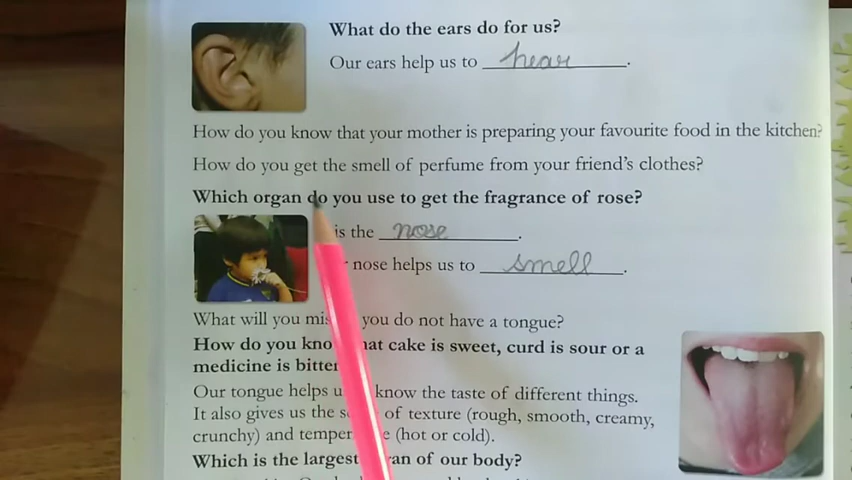 What do the ears do for us?
Our ears help us to hear.
How do you know that your mother is preparing your favourite food in the kitchen?
How do you get the smell of perfume from your friend's clothes?
Which organ do you use to get the fragrance of rose?
is the nose.
nose helps us to smell.
What will you you do not have a tongue?
How do you that cake is sweet, curd is sour or a
medicine is bitter
Our tongue helps know the taste of different things.
It also gives us the of texture (rough, smooth, creamy,
crunchy) and (hot or cold).
Which is the largest of our body?